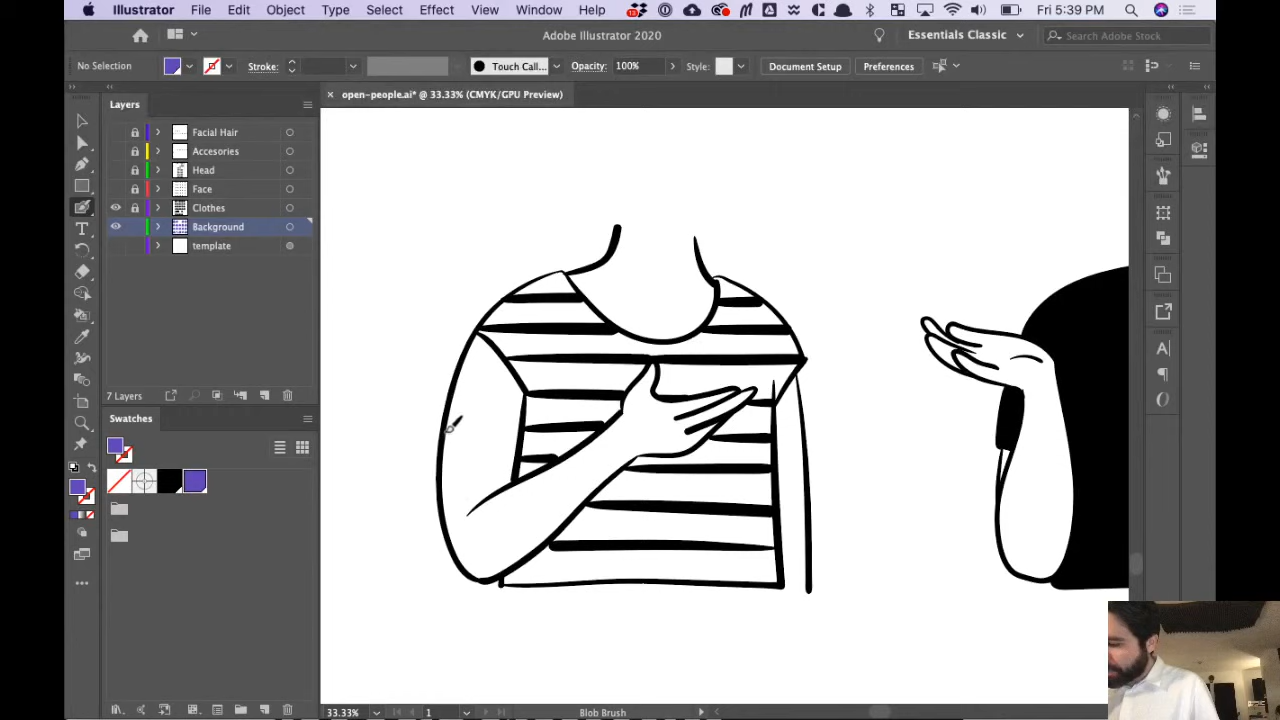 Illustrator File Edit Object Type Select Effect View Window Help Fri 5:39 PM
Adobe Illustrator 2020 Essentials Classic Search Adobe Stock
No Selection Stroke: Touch Call... Opacity: 100% Style: Document Setup Preferences
Layers
open-people.ai* @ 33.33% (CMYK/GPU Preview)
Facial Hair
Accesories
Head
Face
Clothes
Background
template
7 Layers
Swatches
33.33% 1 Blob Brush